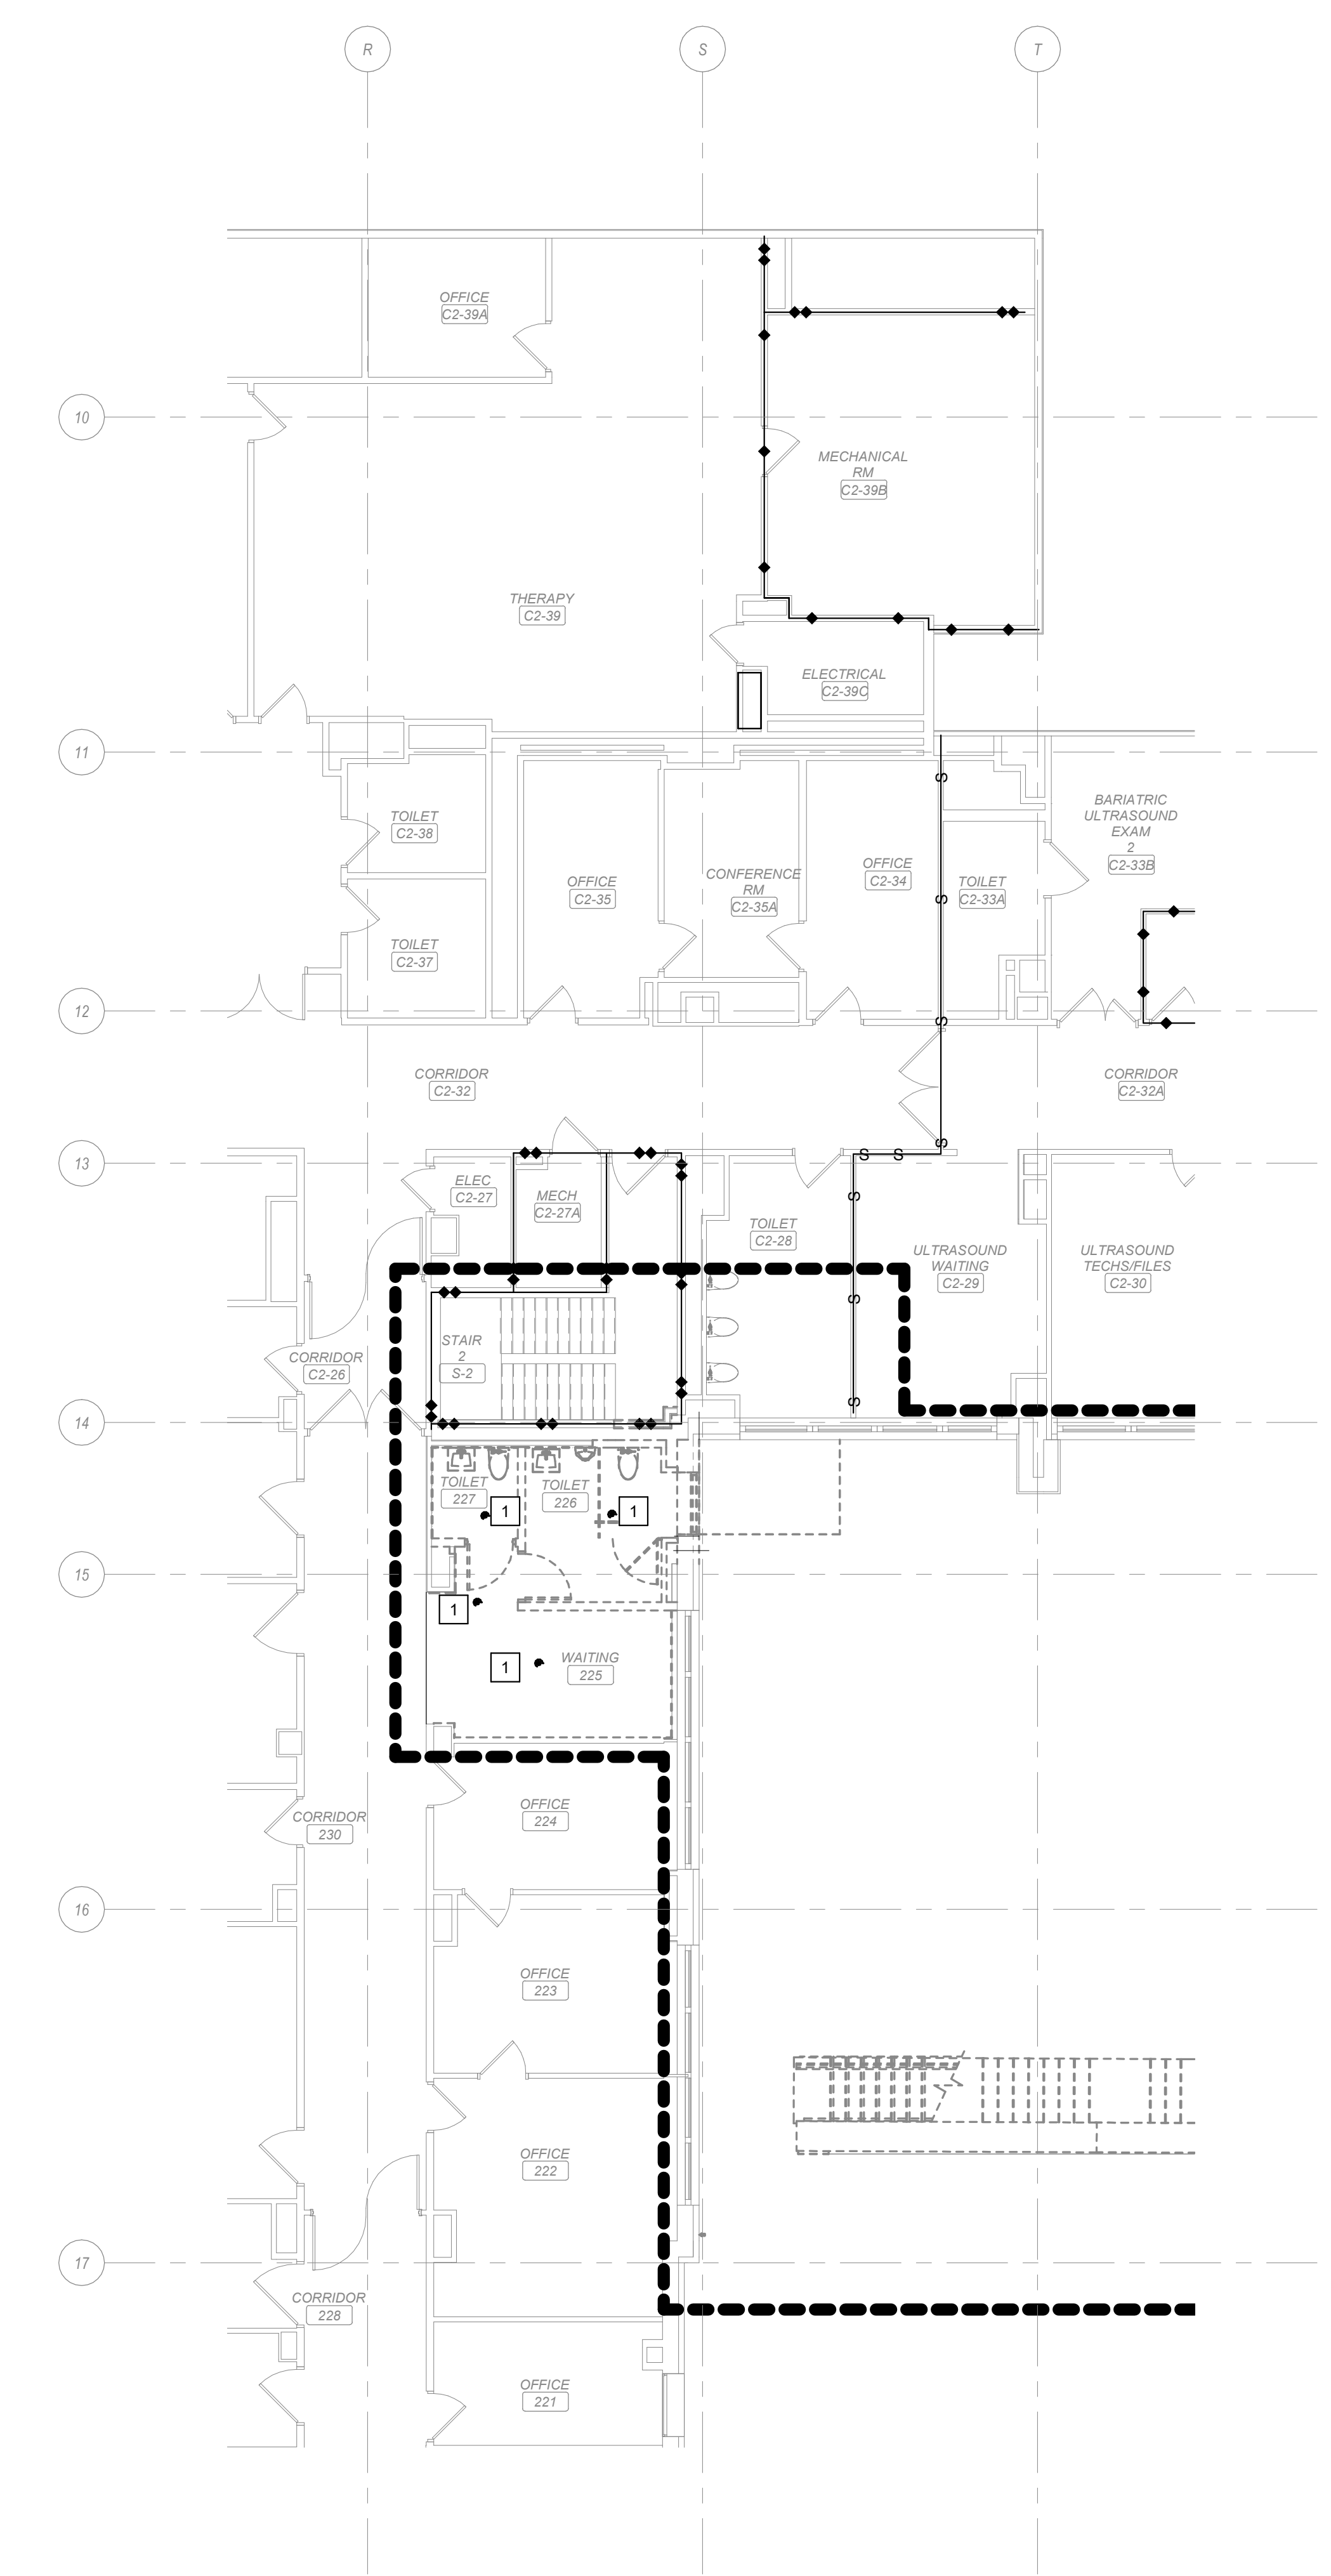 R
S
T
OFFICE
C2-39A
10
MECHANICAL
RM
C2-39B
THERAPY
C2-39
ELECTRICAL
C2-39C
11
TOILET
C2-38
BARIATRIC
ULTRASOUND
EXAM
2
C2-33B
OFFICE
C2-35
CONFERENCE
RM
C2-35A
OFFICE
C2-34
TOILET
C2-33A
TOILET
C2-37
S
S
S
12
CORRIDOR
C2-32
CORRIDOR
C2-32A
S
S
S
13
ELEC
C2-27
MECH
C2-27A
S
TOILET
C2-28
ULTRASOUND
WAITING
C2-29
ULTRASOUND
TECHS/FILES
C2-30
S
STAIR
2
S-2
CORRIDOR
C2-26
S
14
TOILET
227
TOILET
226
1
1
15
1
1
WAITING
225
OFFICE
224
CORRIDOR
230
16
OFFICE
223
OFFICE
222
17
CORRIDOR
228
OFFICE
221